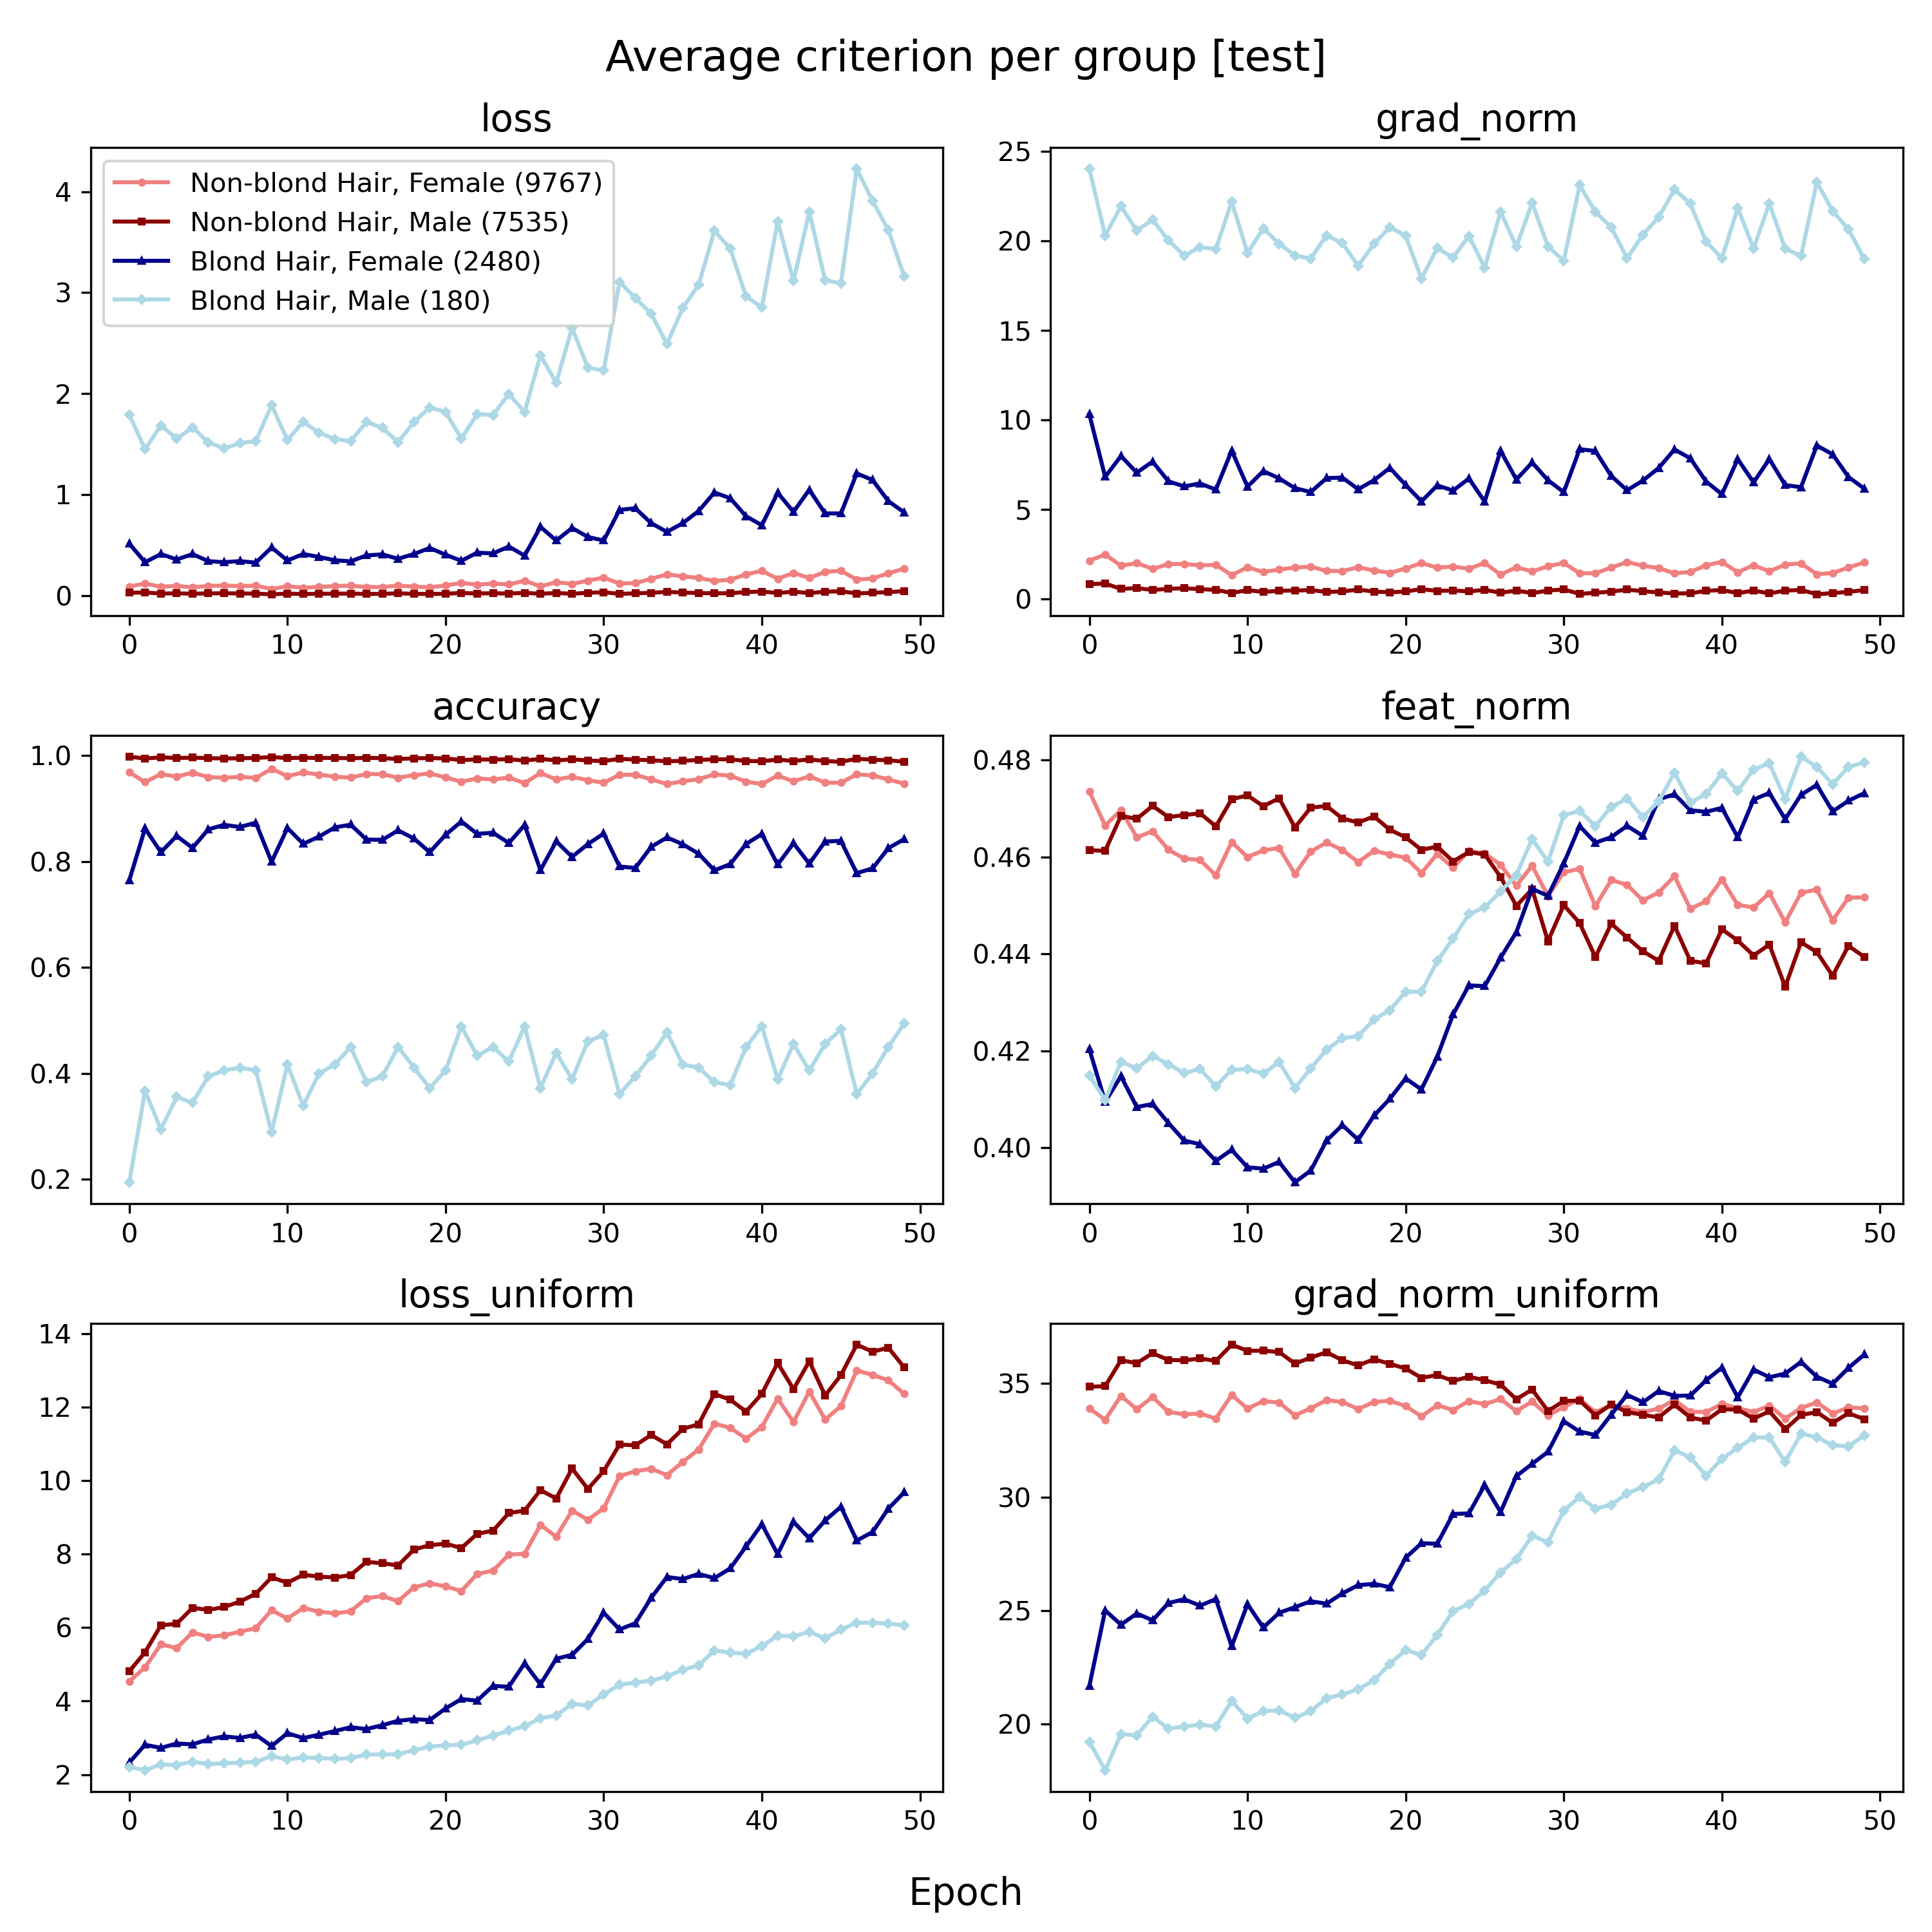 Average criterion per group [test]
loss
4
3
2
1
0
Non-blond Hair, Female (9767)
Non-blond Hair, Male (7535)
Blond Hair, Female (2480)
Blond Hair, Male (180)
0 10 20 30 40 50
grad_norm
25
20
15
10
5
0
0 10 20 30 40 50
accuracy
1.0
0.8
0.6
0.4
0.2
0 10 20 30 40 50
feat_norm
0.48
0.46
0.44
0.42
0.40
0 10 20 30 40 50
loss_uniform
14
12
10
8
6
4
2
0 10 20 30 40 50
grad_norm_uniform
35
30
25
20
0 10 20 30 40 50
Epoch